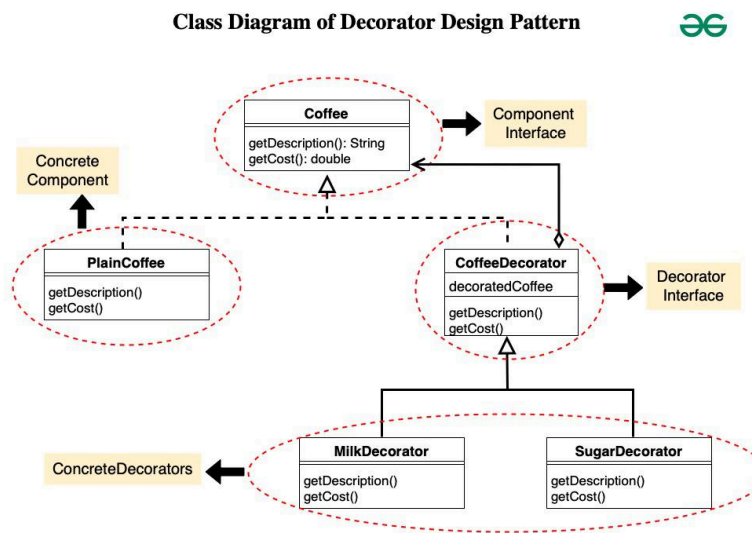 Class Diagram of Decorator Design Pattern
Coffee
getDescription(): String
getCost(): double
Component
Interface
Concrete
Component
PlainCoffee
getDescription()
getCost()
CoffeeDecorator
decoratedCoffee
getDescription()
getCost()
Decorator
Interface
MilkDecorator
getDescription()
getCost()
SugarDecorator
getDescription()
getCost()
ConcreteDecorators